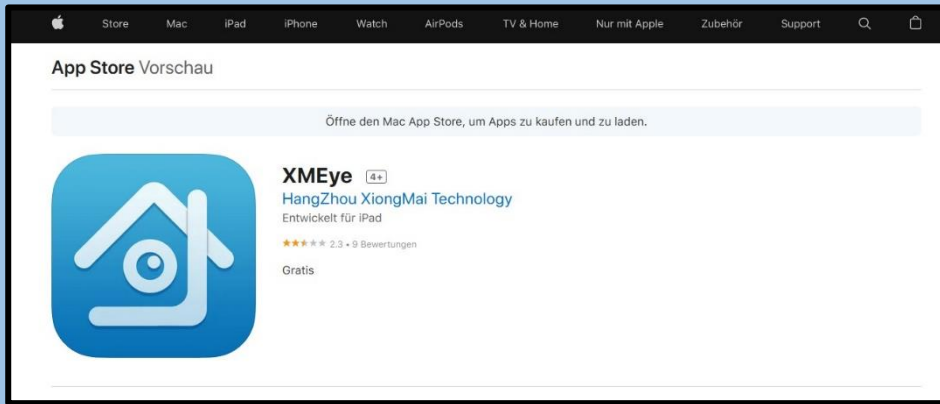 Store Mac iPad iPhone Watch AirPods TV & Home Nur mit Apple Zubehör Support
App Store Vorschau
Öffne den Mac App Store, um Apps zu kaufen und zu laden.
XMEye 4+
HangZhou XiongMai Technology
Entwickelt für iPad
2.3 • 9 Bewertungen
Gratis